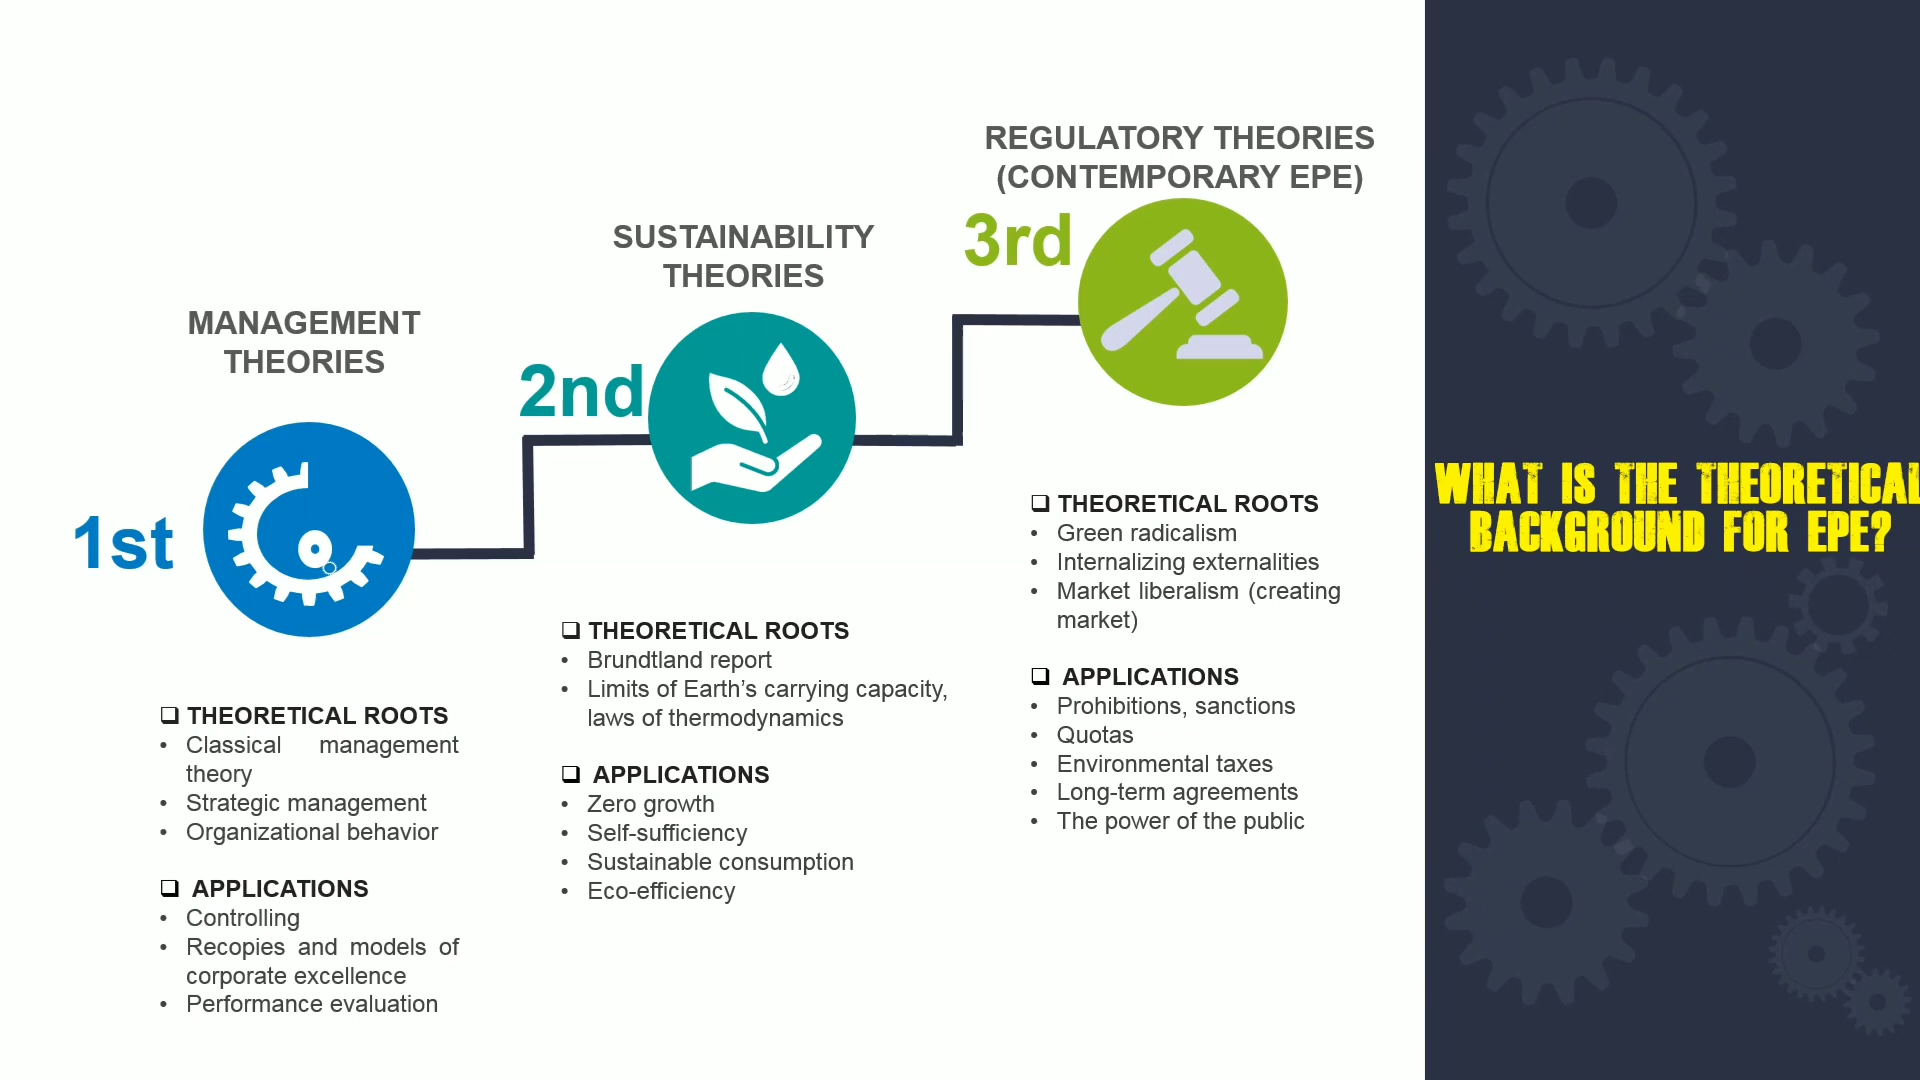 MANAGEMENT
THEORIES
1st
❑ THEORETICAL ROOTS
• Classical management
theory
• Strategic management
• Organizational behavior
❑ APPLICATIONS
• Controlling
• Recopies and models of
corporate excellence
• Performance evaluation
SUSTAINABILITY
THEORIES
2nd
❑ THEORETICAL ROOTS
• Brundtland report
• Limits of Earth’s carrying capacity,
laws of thermodynamics
❑ APPLICATIONS
• Zero growth
• Self-sufficiency
• Sustainable consumption
• Eco-efficiency
REGULATORY THEORIES
(CONTEMPORARY EPE)
3rd
❑ THEORETICAL ROOTS
• Green radicalism
• Internalizing externalities
• Market liberalism (creating
market)
❑ APPLICATIONS
• Prohibitions, sanctions
• Quotas
• Environmental taxes
• Long-term agreements
• The power of the public
WHAT IS THE THEORETICAL
BACKGROUND FOR EPE?